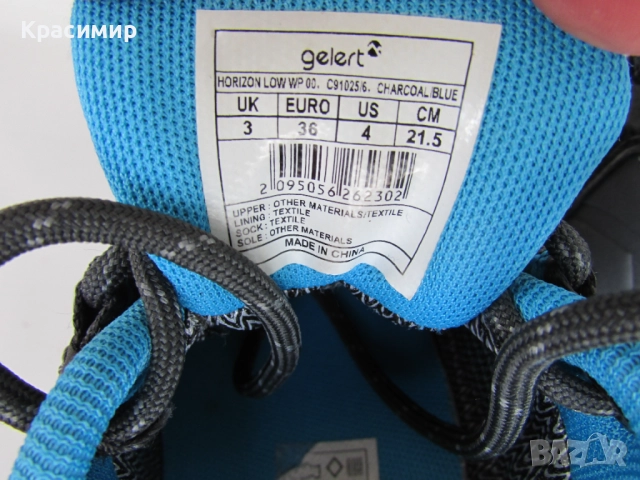 Красимир
gelert
HORIZON LOW WP 00, C91025/6, CHARCOAL/BLUE
UK EURO US CM
3 36 4 21.5
2 095056 262302
UPPER : OTHER MATERIALS/TEXTILE
LINING : TEXTILE
SOCK : TEXTILE
SOLE : OTHER MATERIALS
MADE IN CHINA
BAZAR